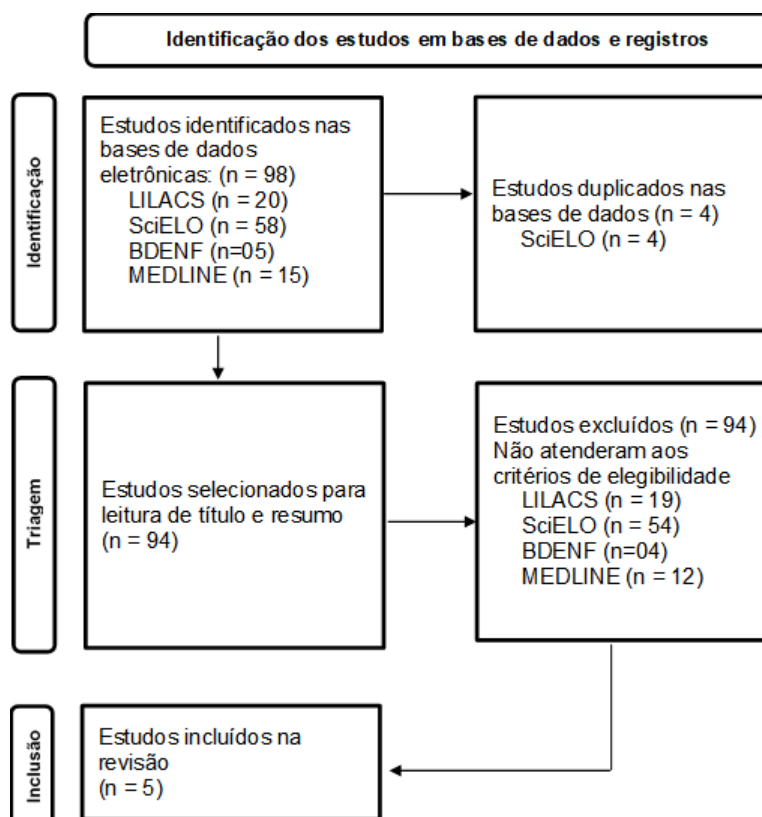 Identificação dos estudos em bases de dados e registros
Identificação
Estudos identificados nas
bases de dados
eletrônicas: (n = 98)
LILACS (n = 20)
SciELO (n = 58)
BDENF (n=05)
MEDLINE (n = 15)
Estudos duplicados nas
bases de dados (n = 4)
SciELO (n = 4)
Triagem
Estudos selecionados para
leitura de título e resumo
(n = 94)
Estudos excluídos (n = 94)
Não atenderam aos
critérios de elegibilidade
LILACS (n = 19)
SciELO (n = 54)
BDENF (n=04)
MEDLINE (n = 12)
Inclusão
Estudos incluídos na
revisão
(n = 5)